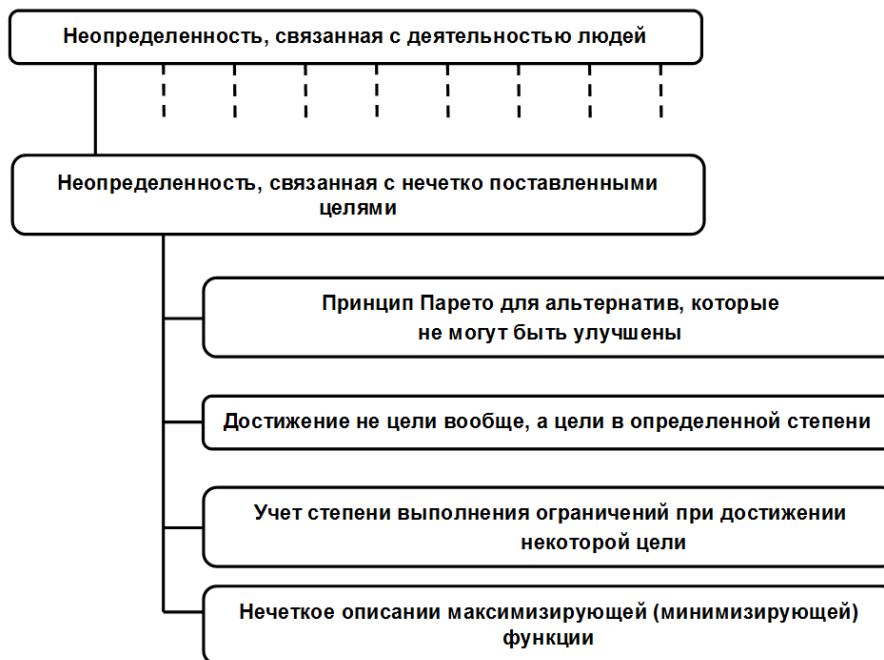 Неопределенность, связанная с деятельностью людей
Неопределенность, связанная с нечетко поставленными
целями
Принцип Парето для альтернатив, которые
не могут быть улучшены
Достижение не цели вообще, а цели в определенной степени
Учет степени выполнения ограничений при достижении
некоторой цели
Нечеткое описании максимизирующей (минимизирующей)
функции